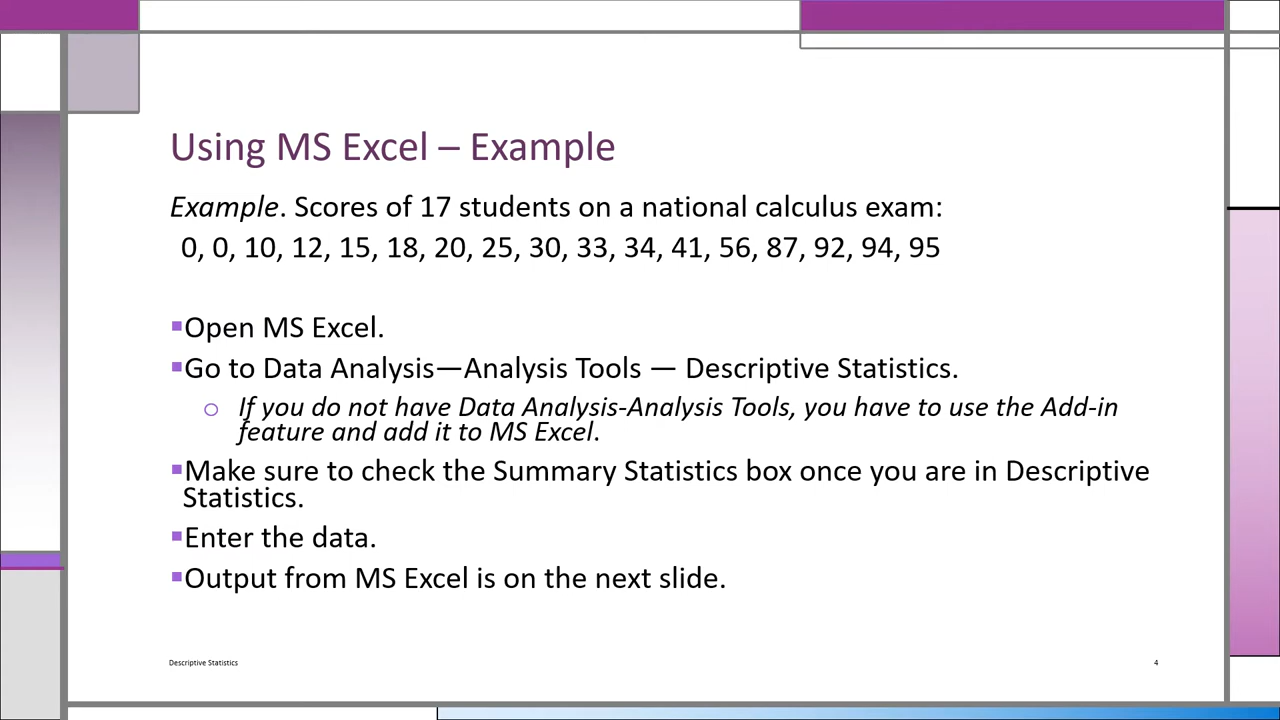 Using MS Excel – Example
Example. Scores of 17 students on a national calculus exam:
0, 0, 10, 12, 15, 18, 20, 25, 30, 33, 34, 41, 56, 87, 92, 94, 95
▪Open MS Excel.
▪Go to Data Analysis—Analysis Tools — Descriptive Statistics.
o If you do not have Data Analysis-Analysis Tools, you have to use the Add-in
feature and add it to MS Excel.
▪Make sure to check the Summary Statistics box once you are in Descriptive
Statistics.
▪Enter the data.
▪Output from MS Excel is on the next slide.
Descriptive Statistics
4